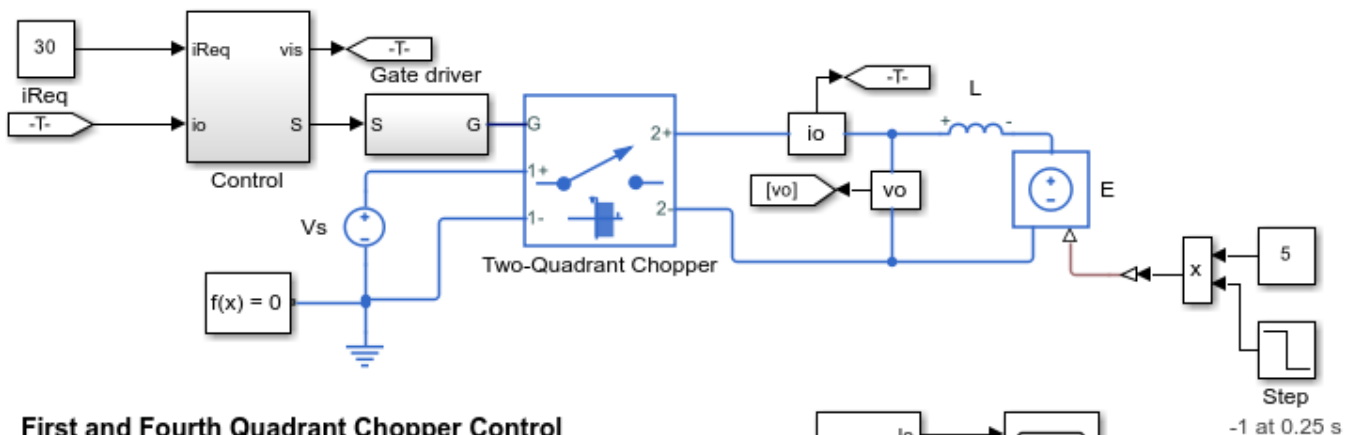 30
iReq
-T-
iReq
vis
io
S
Control
-T-
Gate driver
S
G
G
1+
1-
2+
2-
Two-Quadrant Chopper
Vs
f(x) = 0
io
-T-
L
+
-
[vo]
vo
E
x
5
Step
-1 at 0.25 s
First and Fourth Quadrant Chopper Control